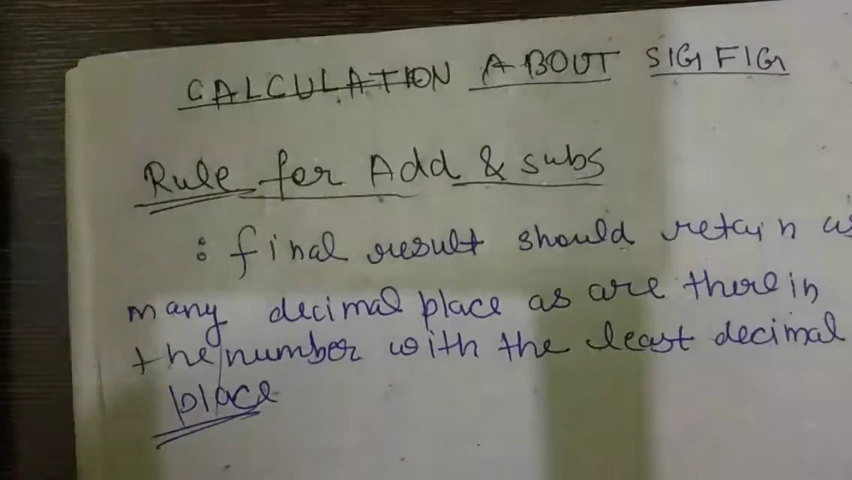 CALCULATION ABOUT SIG FIG
Rule for Add & subs
: final result should retain as
many decimal place as are there in
the number with the least decimal
place